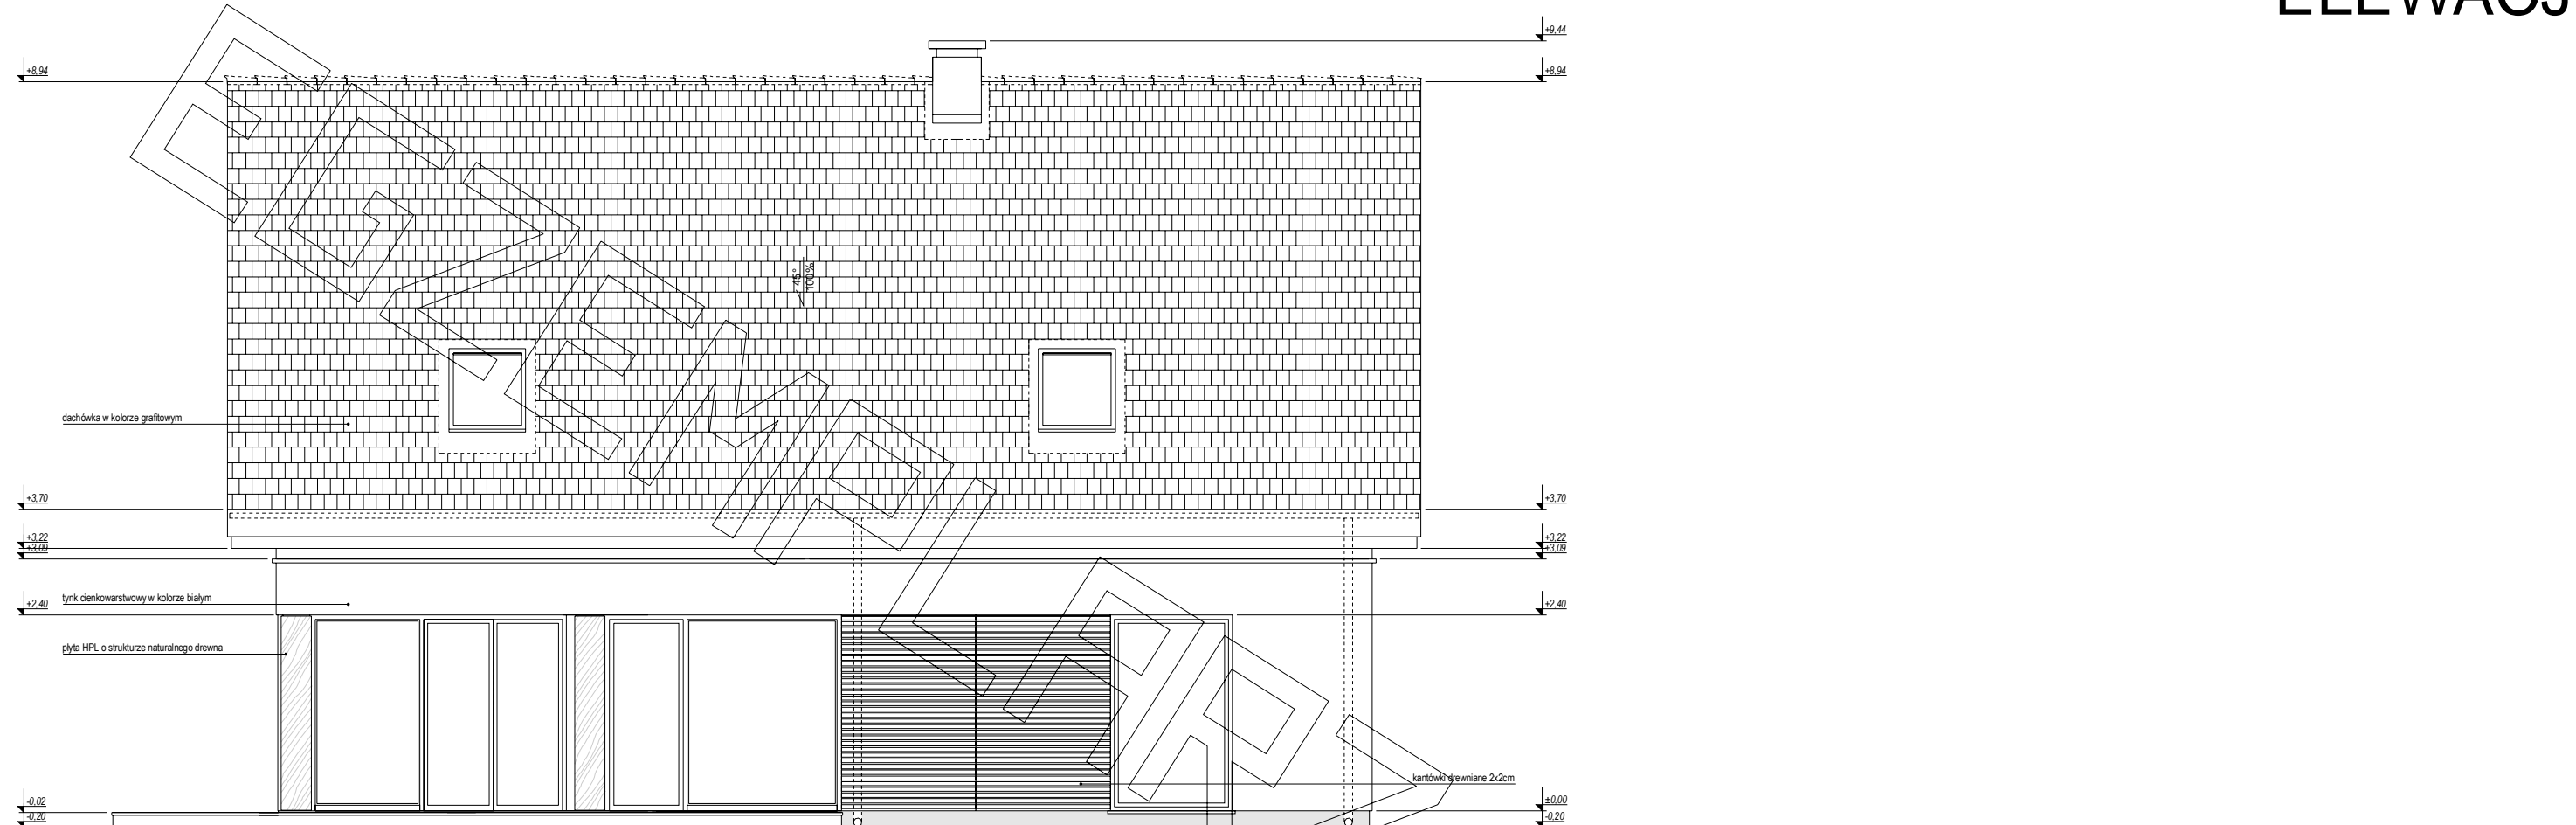 ELEWACJ
+9,44
+8,94
+8,94
45°
100%
dachówka w kolorze grafitowym
+3,70
+3,70
+3,22
+3,09
+3,22
+3,09
tynk cienkowarstwowy w kolorze białym
+2,40
+2,40
płyta HPL o strukturze naturalnego drewna
kantówki drewniane 2x2cm
-0,02
-0,20
±0,00
-0,20
EGZEMPLARZ